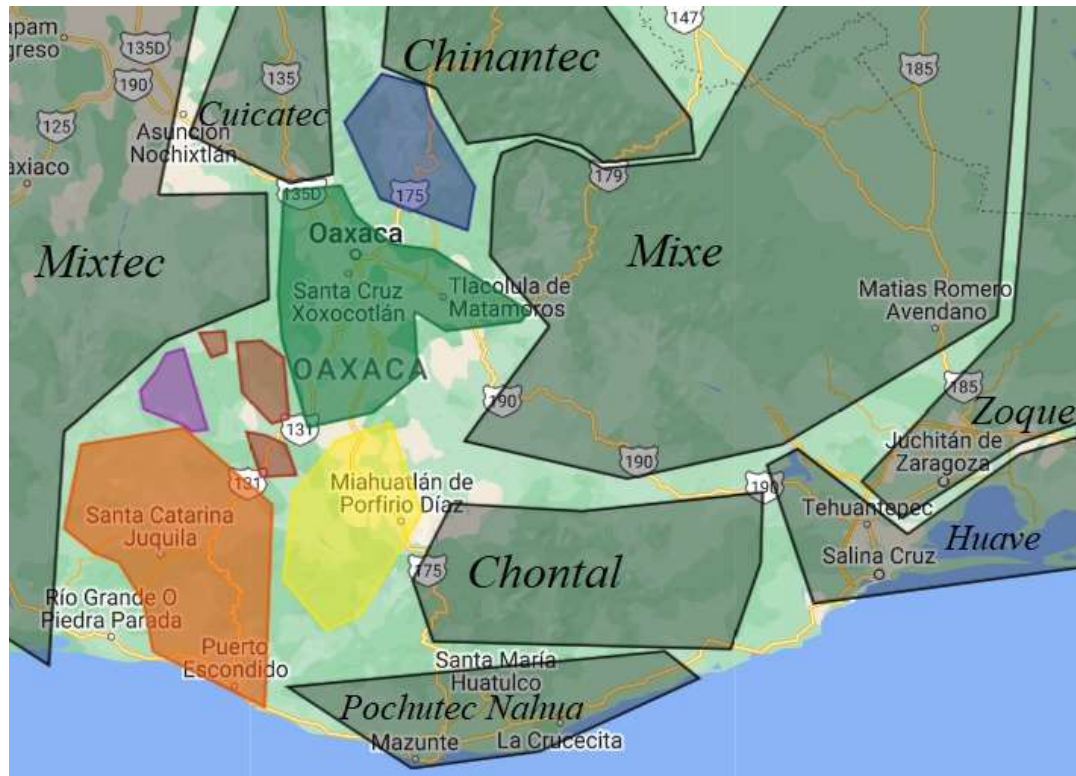 apam
greso
135D
190
135
147
185
Chinantec
Cuicatec
125
Asunción
Nochixtlán
axiaco
135D
175
179
Mixtec
Oaxaca
Mixe
Santa Cruz
Xoxocotlán
Tlacolula de
Matamoros
Matias Romero
Avendano
OAXACA
190
185
Zoque
131
Juchitán de
Zaragoza
190
131
Miahuatlán de
Porfirio Díaz
190
Santa Catarina
Juquila
Tehuantepec
Huave
Salina Cruz
175
Chontal
Río Grande O
Piedra Parada
Puerto
Escondido
Santa María
Huatulco
Pochutec Nahua
Mazunte
La Crucecita